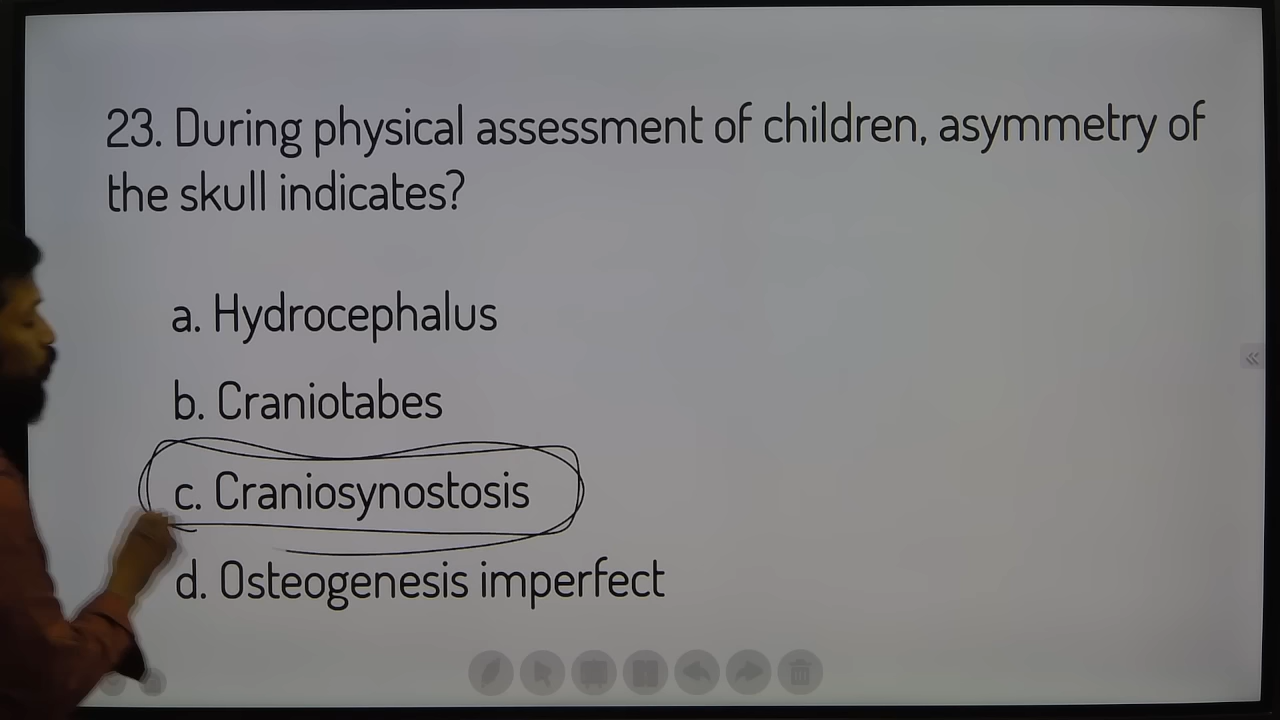 23. During physical assessment of children, asymmetry of
the skull indicates?
a. Hydrocephalus
b. Craniotabes
c. Craniosynostosis
d. Osteogenesis imperfect